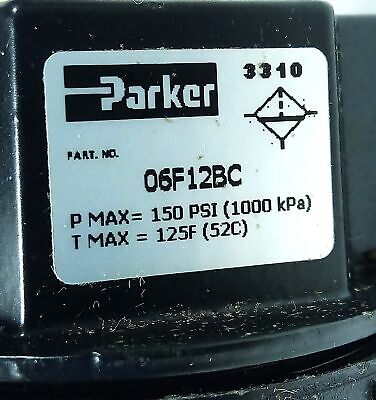 Parker
3310
PART. NO.
06F12BC
P MAX= 150 PSI (1000 kPa)
T MAX = 125F (52C)